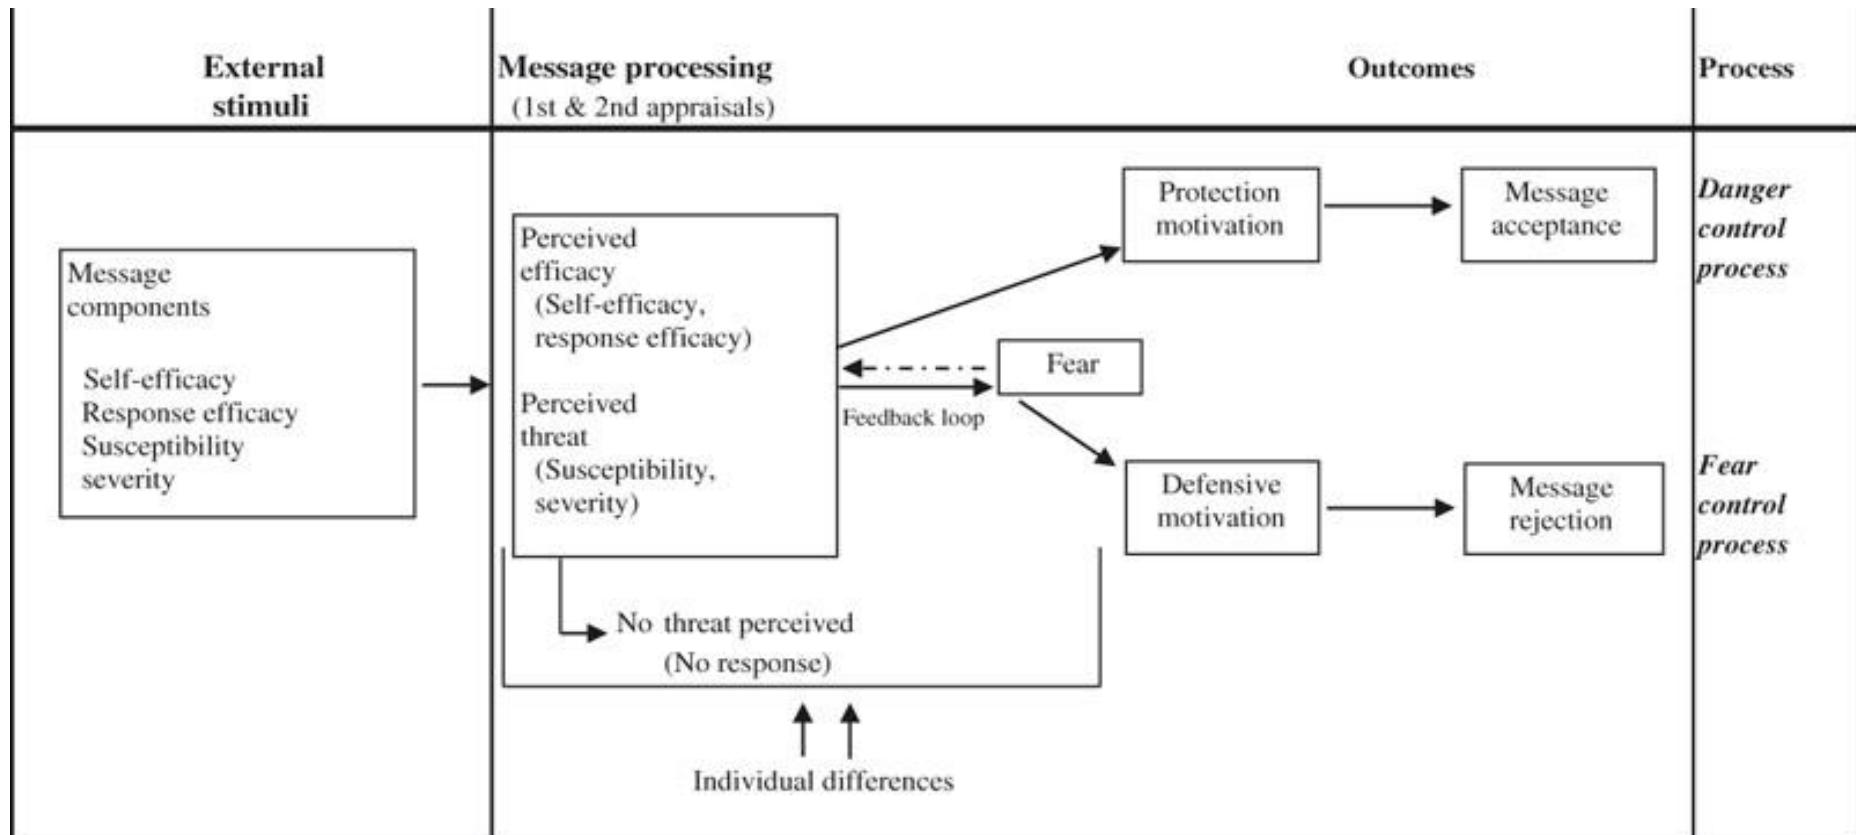 External
stimuli
Message processing
(1st & 2nd appraisals)
Outcomes
Process
Message
components
Self-efficacy
Response efficacy
Susceptibility
severity
Perceived
efficacy
(Self-efficacy,
response efficacy)
Perceived
threat
(Susceptibility,
severity)
No threat perceived
(No response)
Individual differences
Feedback loop
Fear
Protection
motivation
Message
acceptance
Defensive
motivation
Message
rejection
Danger
control
process
Fear
control
process